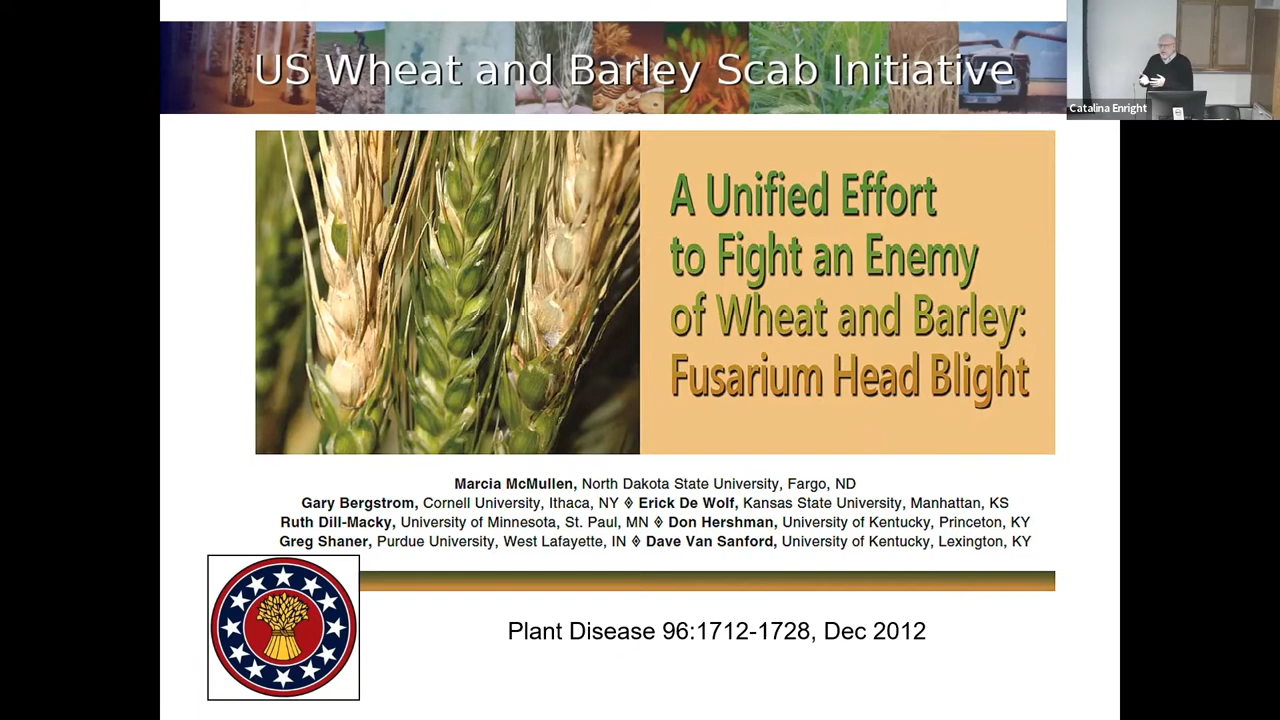 US Wheat and Barley Scab Initiative
Catalina Enright
A Unified Effort
to Fight an Enemy
of Wheat and Barley:
Fusarium Head Blight
Marcia McMullen, North Dakota State University, Fargo, ND
Gary Bergstrom, Cornell University, Ithaca, NY ◊ Erick De Wolf, Kansas State University, Manhattan, KS
Ruth Dill-Macky, University of Minnesota, St. Paul, MN ◊ Don Hershman, University of Kentucky, Princeton, KY
Greg Shaner, Purdue University, West Lafayette, IN ◊ Dave Van Sanford, University of Kentucky, Lexington, KY
Plant Disease 96:1712-1728, Dec 2012